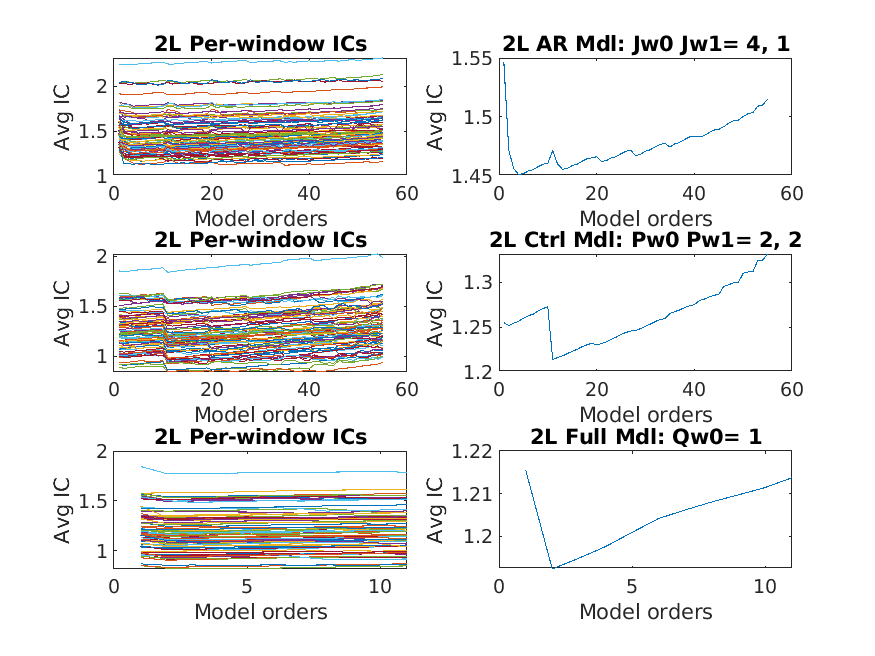 2L Per-window ICs
2
1.5
1
Avg IC
0 20 40 60
Model orders
2L AR Mdl: Jw0 Jw1= 4, 1
1.55
1.5
1.45
Avg IC
0 20 40 60
Model orders
2L Per-window ICs
2
1.5
1
Avg IC
0 20 40 60
Model orders
2L Ctrl Mdl: Pw0 Pw1= 2, 2
1.3
1.25
1.2
Avg IC
0 20 40 60
Model orders
2L Per-window ICs
2
1.5
1
Avg IC
0 5 10
Model orders
2L Full Mdl: Qw0= 1
1.22
1.21
1.2
Avg IC
0 5 10
Model orders